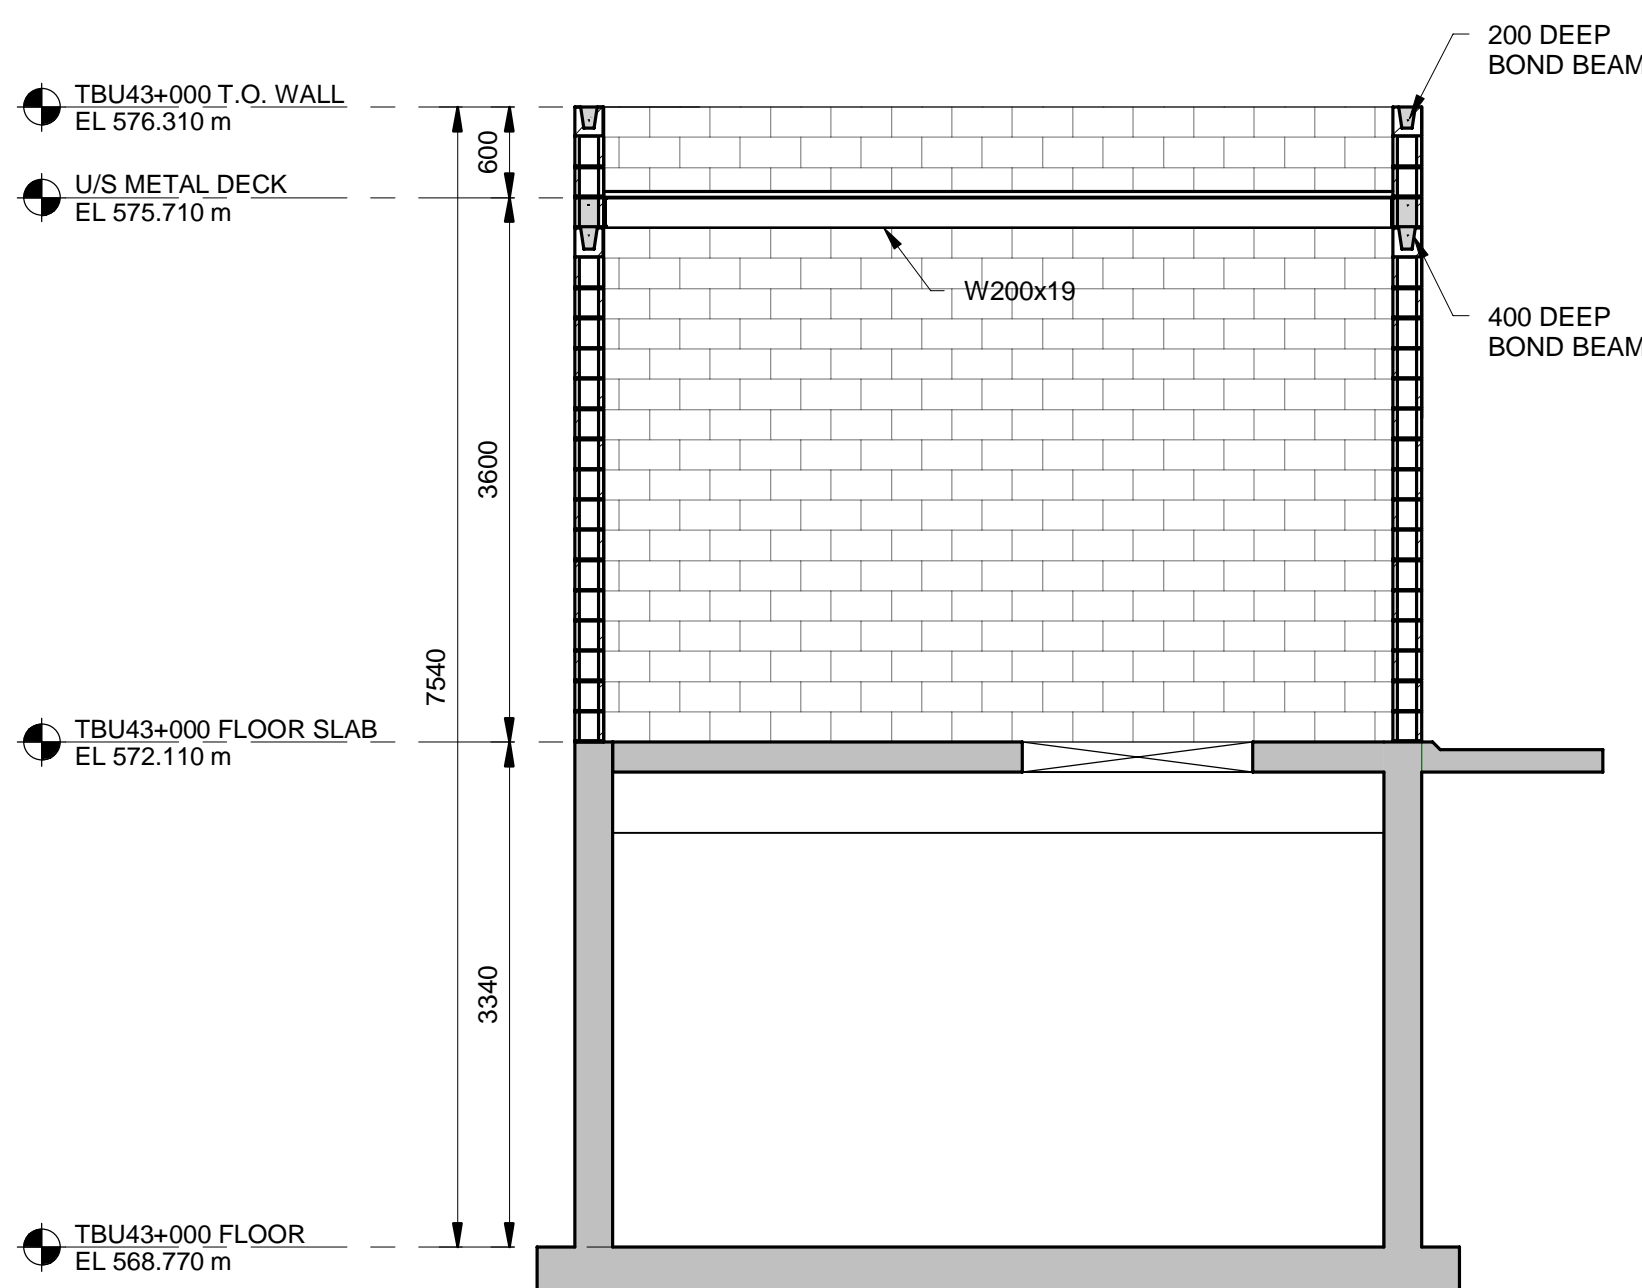 200 DEEP
BOND BEAM
TBU43+000 T.O. WALL
EL 576.310 m
600
U/S METAL DECK
EL 575.710 m
W200x19
400 DEEP
BOND BEAM
3600
7540
TBU43+000 FLOOR SLAB
EL 572.110 m
3340
TBU43+000 FLOOR
EL 568.770 m